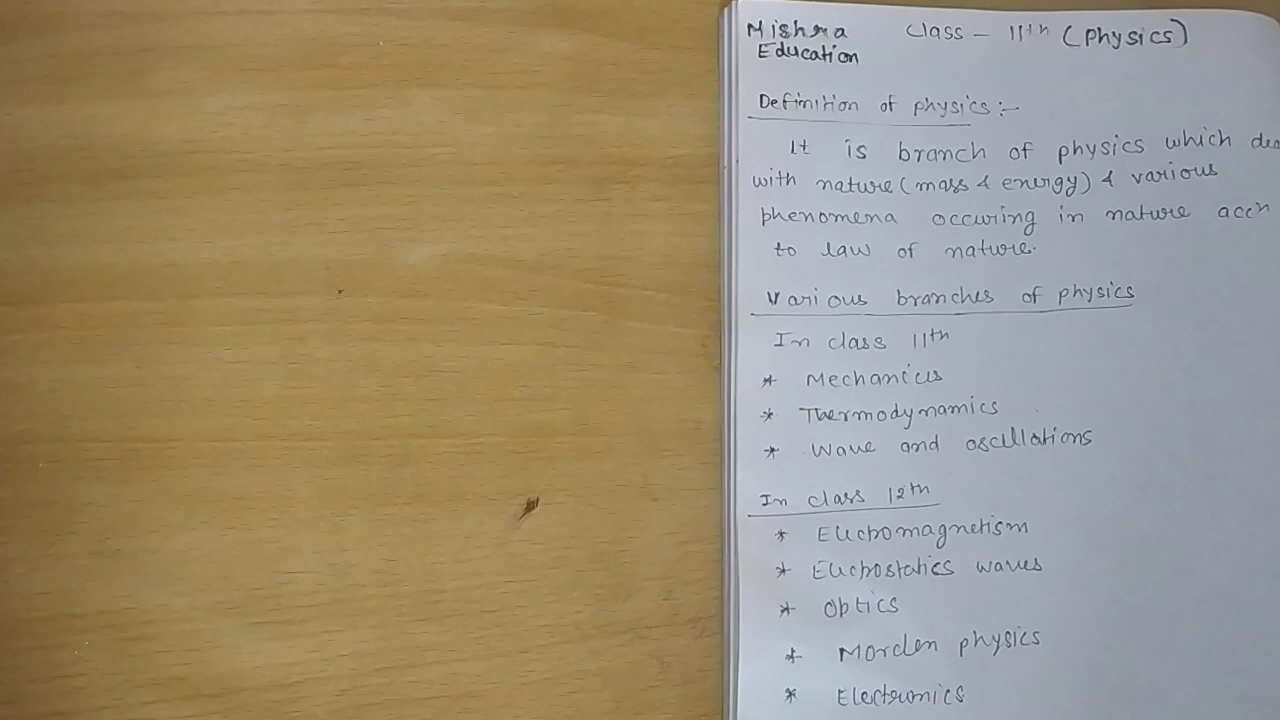 Mishra Class - 11th (Physics)
Education
Definition of physics :-
It is branch of physics which dea
with nature (mass & energy) & various
phenomena occuring in nature acc
to law of nature.
Various branches of physics
In class 11th
* Mechanics
* Thermodynamics
* Wave and oscillations
In class 12th
* Electromagnetism
* Electrostatics waves
* Optics
* Morden physics
* Electronics